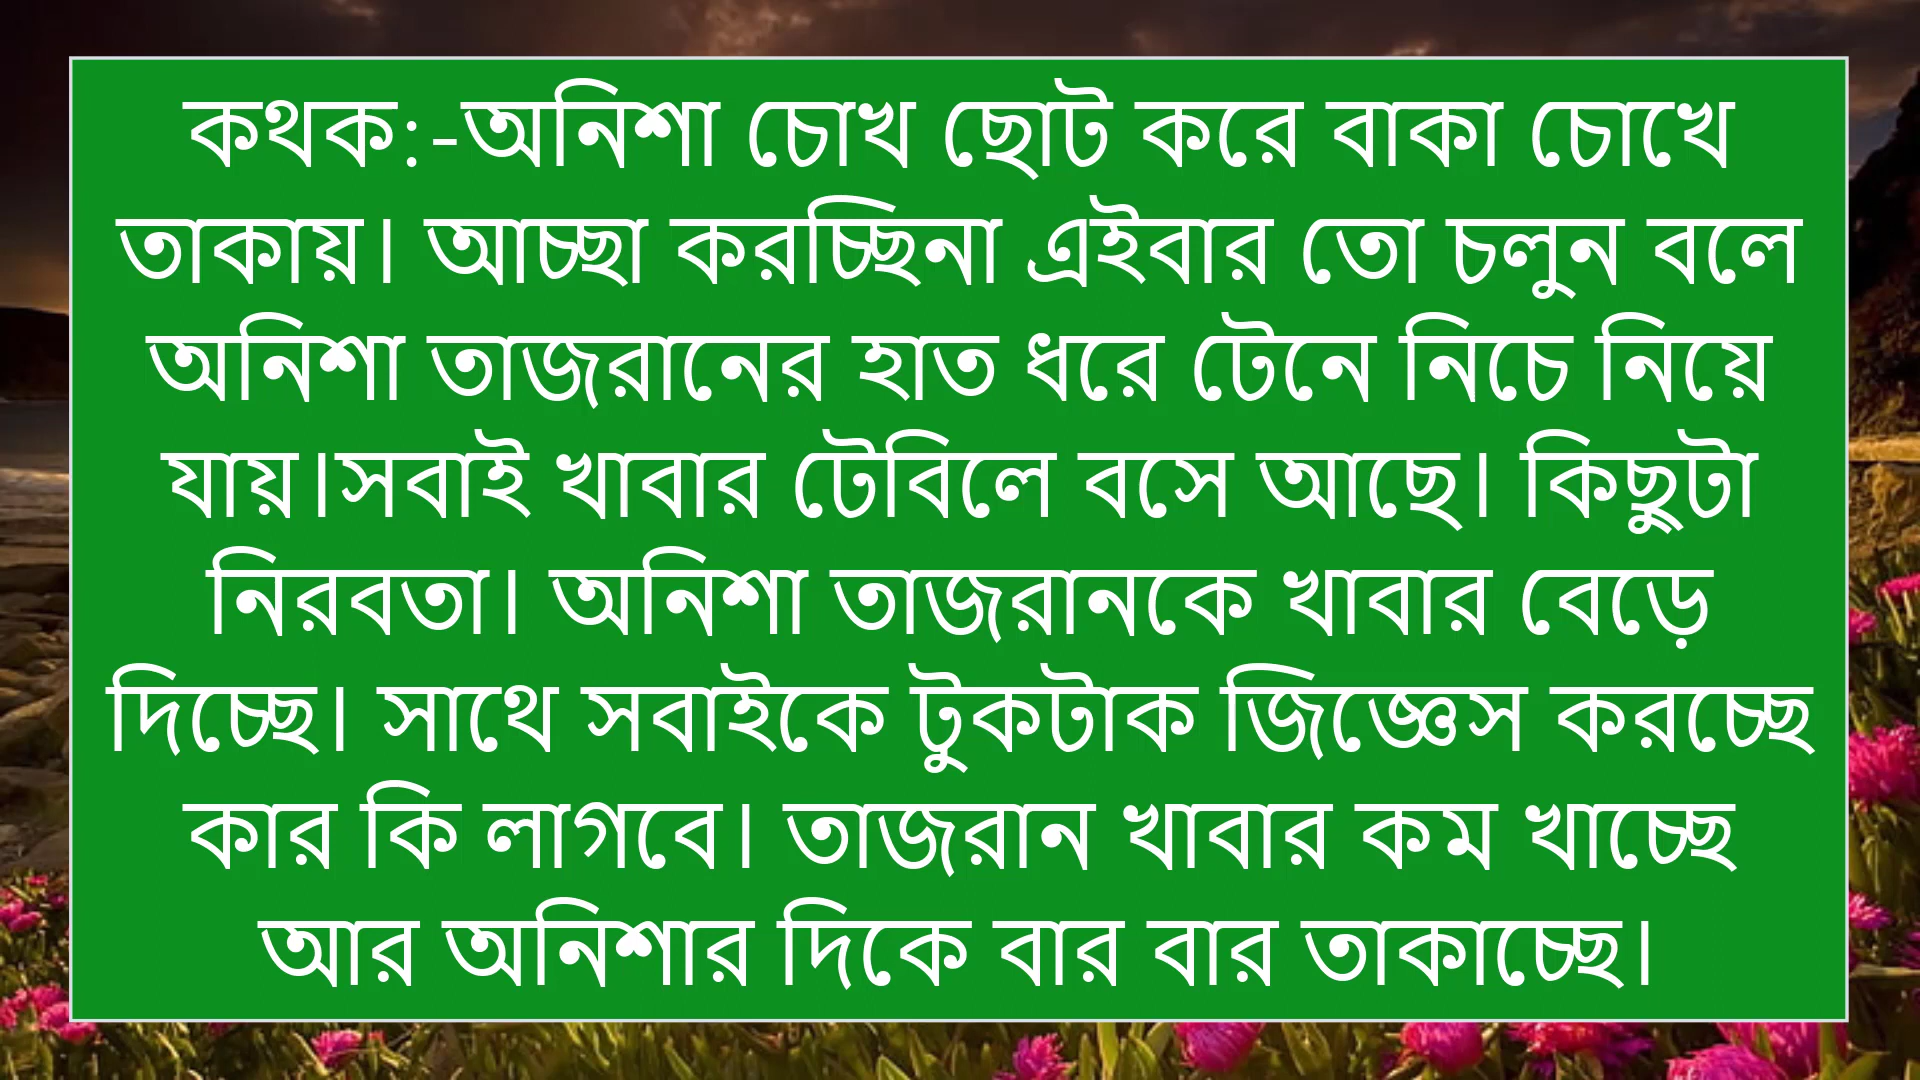 কথক:-অনিশা চোখ ছোট করে বাকা চোখে
তাকায়। আচ্ছা করচ্ছিনা এইবার তো চলুন বলে
অনিশা তাজরানের হাত ধরে টেনে নিচে নিয়ে
যায়।সবাই খাবার টেবিলে বসে আছে। কিছুটা
নিরবতা। অনিশা তাজরানকে খাবার বেড়ে
দিচ্ছে। সাথে সবাইকে টুকটাক জিজ্ঞেস করচ্ছে
কার কি লাগবে। তাজরান খাবার কম খাচ্ছে
আর অনিশার দিকে বার বার তাকাচ্ছে।